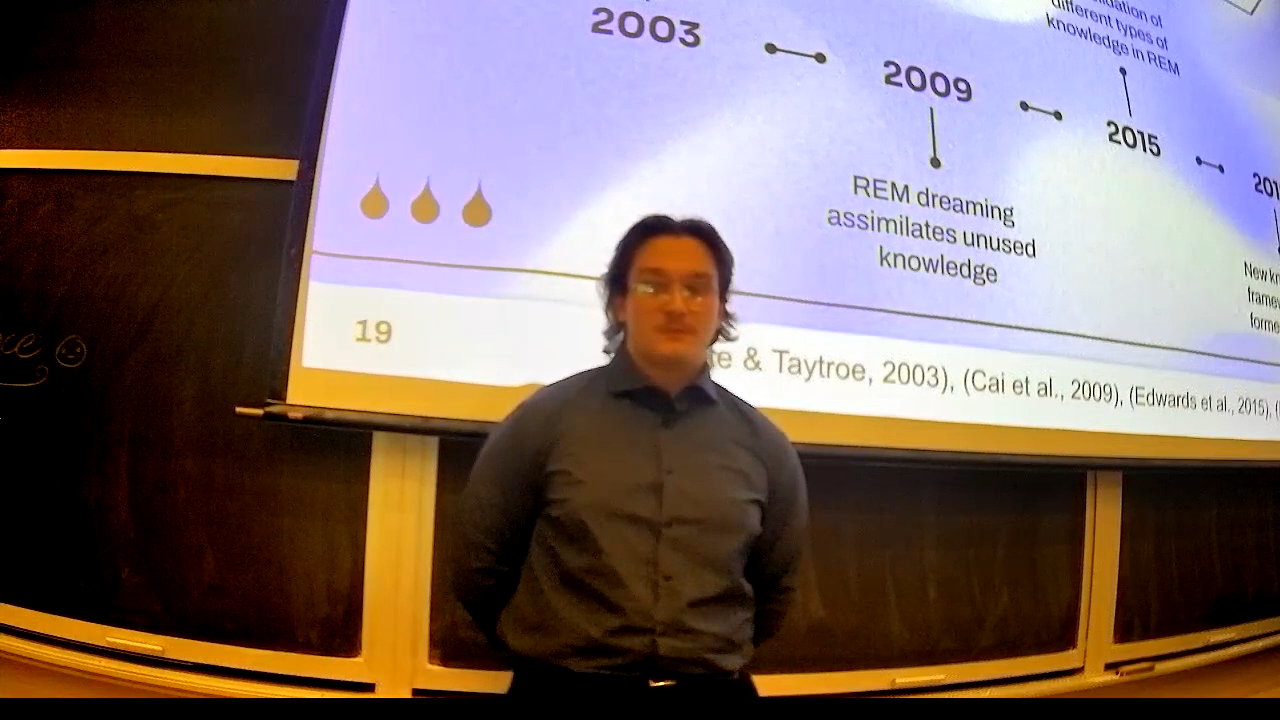 different types of
knowledge in REM
2003
2009
2015
REM dreaming
assimilates unused
knowledge
19
& Taytroe, 2003), (Cai et al., 2009), (Edwards et al., 2015),